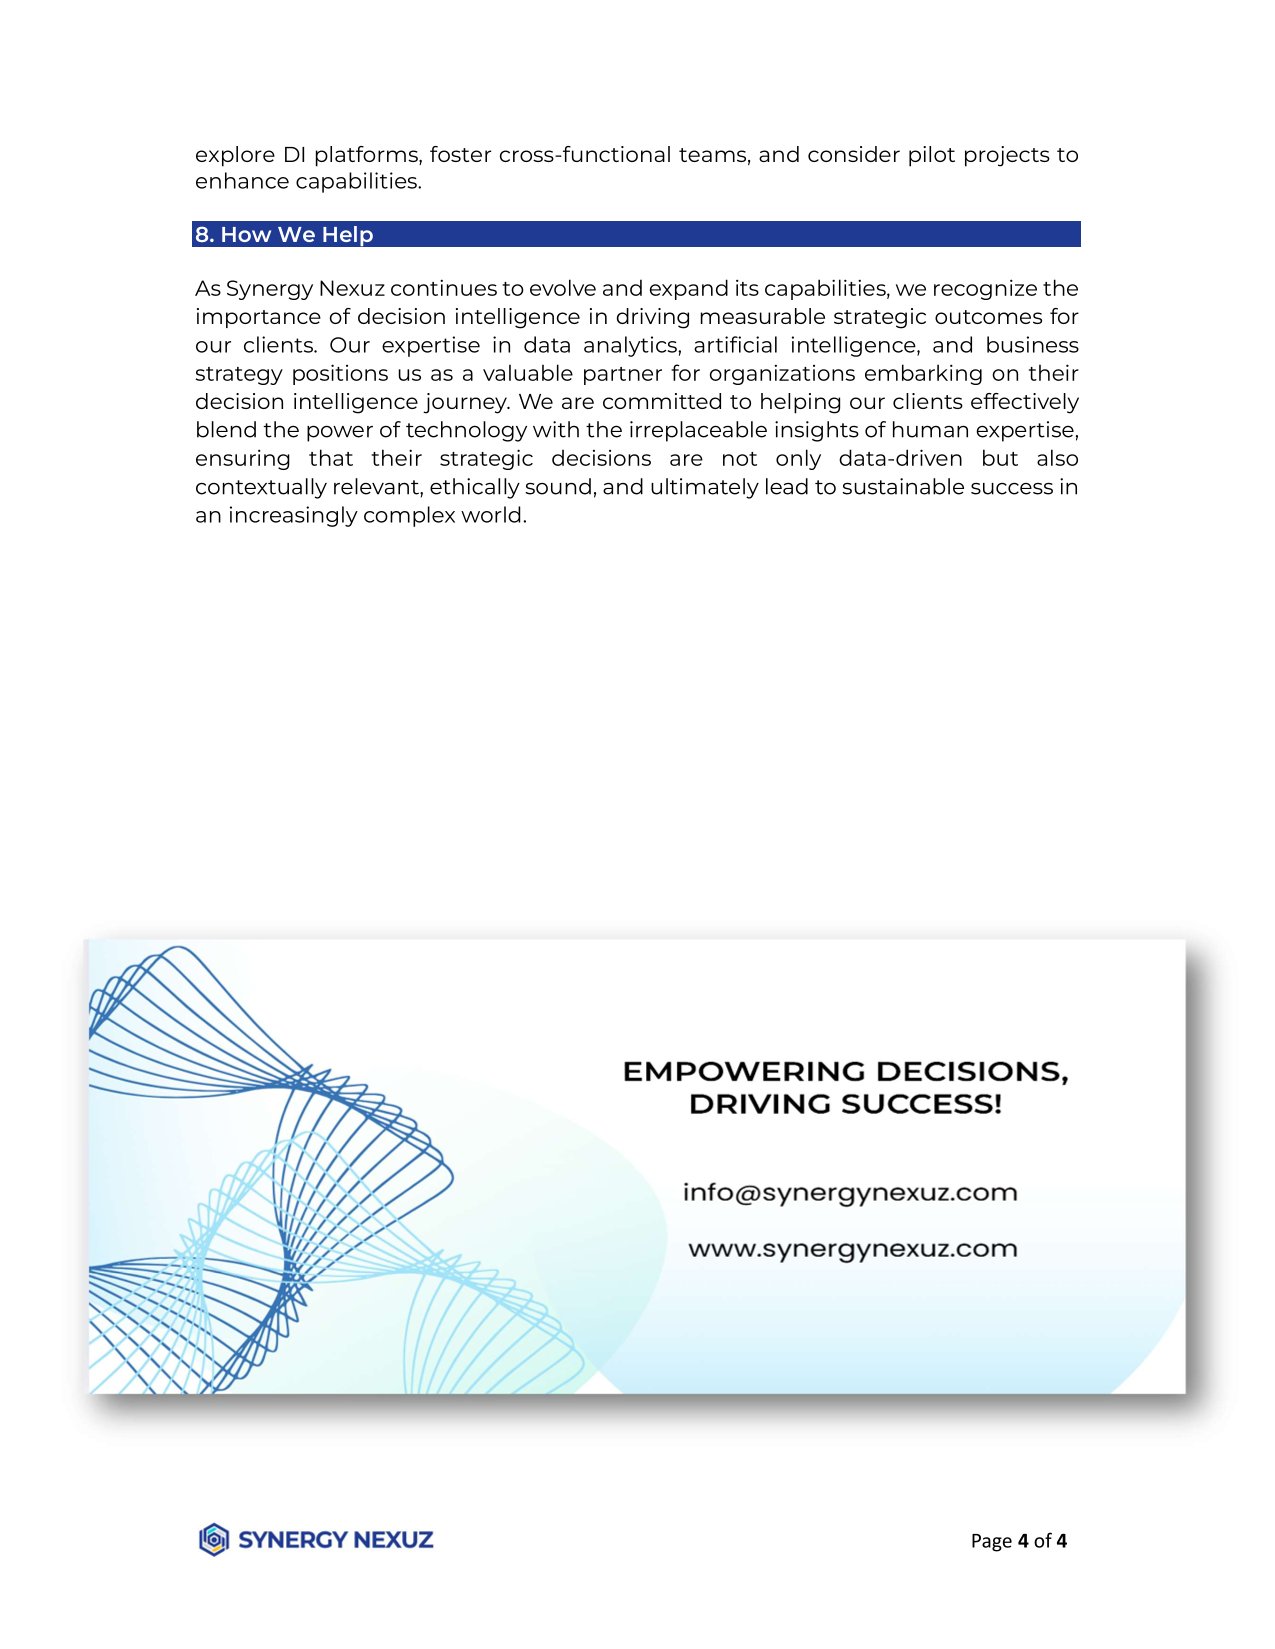 explore DI platforms, foster cross-functional teams, and consider pilot projects to
enhance capabilities.
8. How We Help
As Synergy Nexuz continues to evolve and expand its capabilities, we recognize the
importance of decision intelligence in driving measurable strategic outcomes for
our clients. Our expertise in data analytics, artificial intelligence, and business
strategy positions us as a valuable partner for organizations embarking on their
decision intelligence journey. We are committed to helping our clients effectively
blend the power of technology with the irreplaceable insights of human expertise,
ensuring that their strategic decisions are not only data-driven but also
contextually relevant, ethically sound, and ultimately lead to sustainable success in
an increasingly complex world.
EMPOWERING DECISIONS,
DRIVING SUCCESS!
info@synergynexuz.com
www.synergynexuz.com
SYNERGY NEXUZ
Page 4 of 4